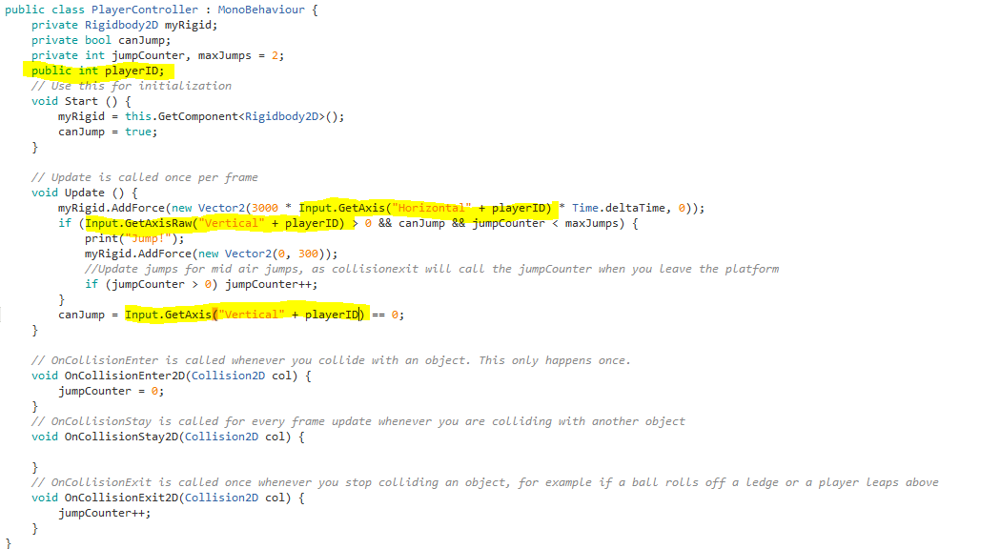 public class PlayerController : MonoBehaviour {
    private Rigidbody2D myRigid;
    private bool canJump;
    private int jumpCounter, maxJumps = 2;
    public int playerID;
    // Use this for initialization
    void Start () {
        myRigid = this.GetComponent<Rigidbody2D>();
        canJump = true;
    }

    // Update is called once per frame
    void Update () {
        myRigid.AddForce(new Vector2(3000 * Input.GetAxis("Horizontal" + playerID) * Time.deltaTime, 0));
        if (Input.GetAxisRaw("Vertical" + playerID) > 0 && canJump && jumpCounter < maxJumps) {
            print("Jump!");
            myRigid.AddForce(new Vector2(0, 300));
            //Update jumps for mid air jumps, as collisionexit will call the jumpCounter when you leave the platform
            if (jumpCounter > 0) jumpCounter++;
        }
        canJump = Input.GetAxis("Vertical" + playerID) == 0;
    }

    // OnCollisionEnter is called whenever you collide with an object. This only happens once.
    void OnCollisionEnter2D(Collision2D col) {
        jumpCounter = 0;
    }
    // OnCollisionStay is called for every frame update whenever you are colliding with another object
    void OnCollisionStay2D(Collision2D col) {

    }
    // OnCollisionExit is called once whenever you stop colliding an object, for example if a ball rolls off a ledge or a player leaps above
    void OnCollisionExit2D(Collision2D col) {
        jumpCounter++;
    }
}